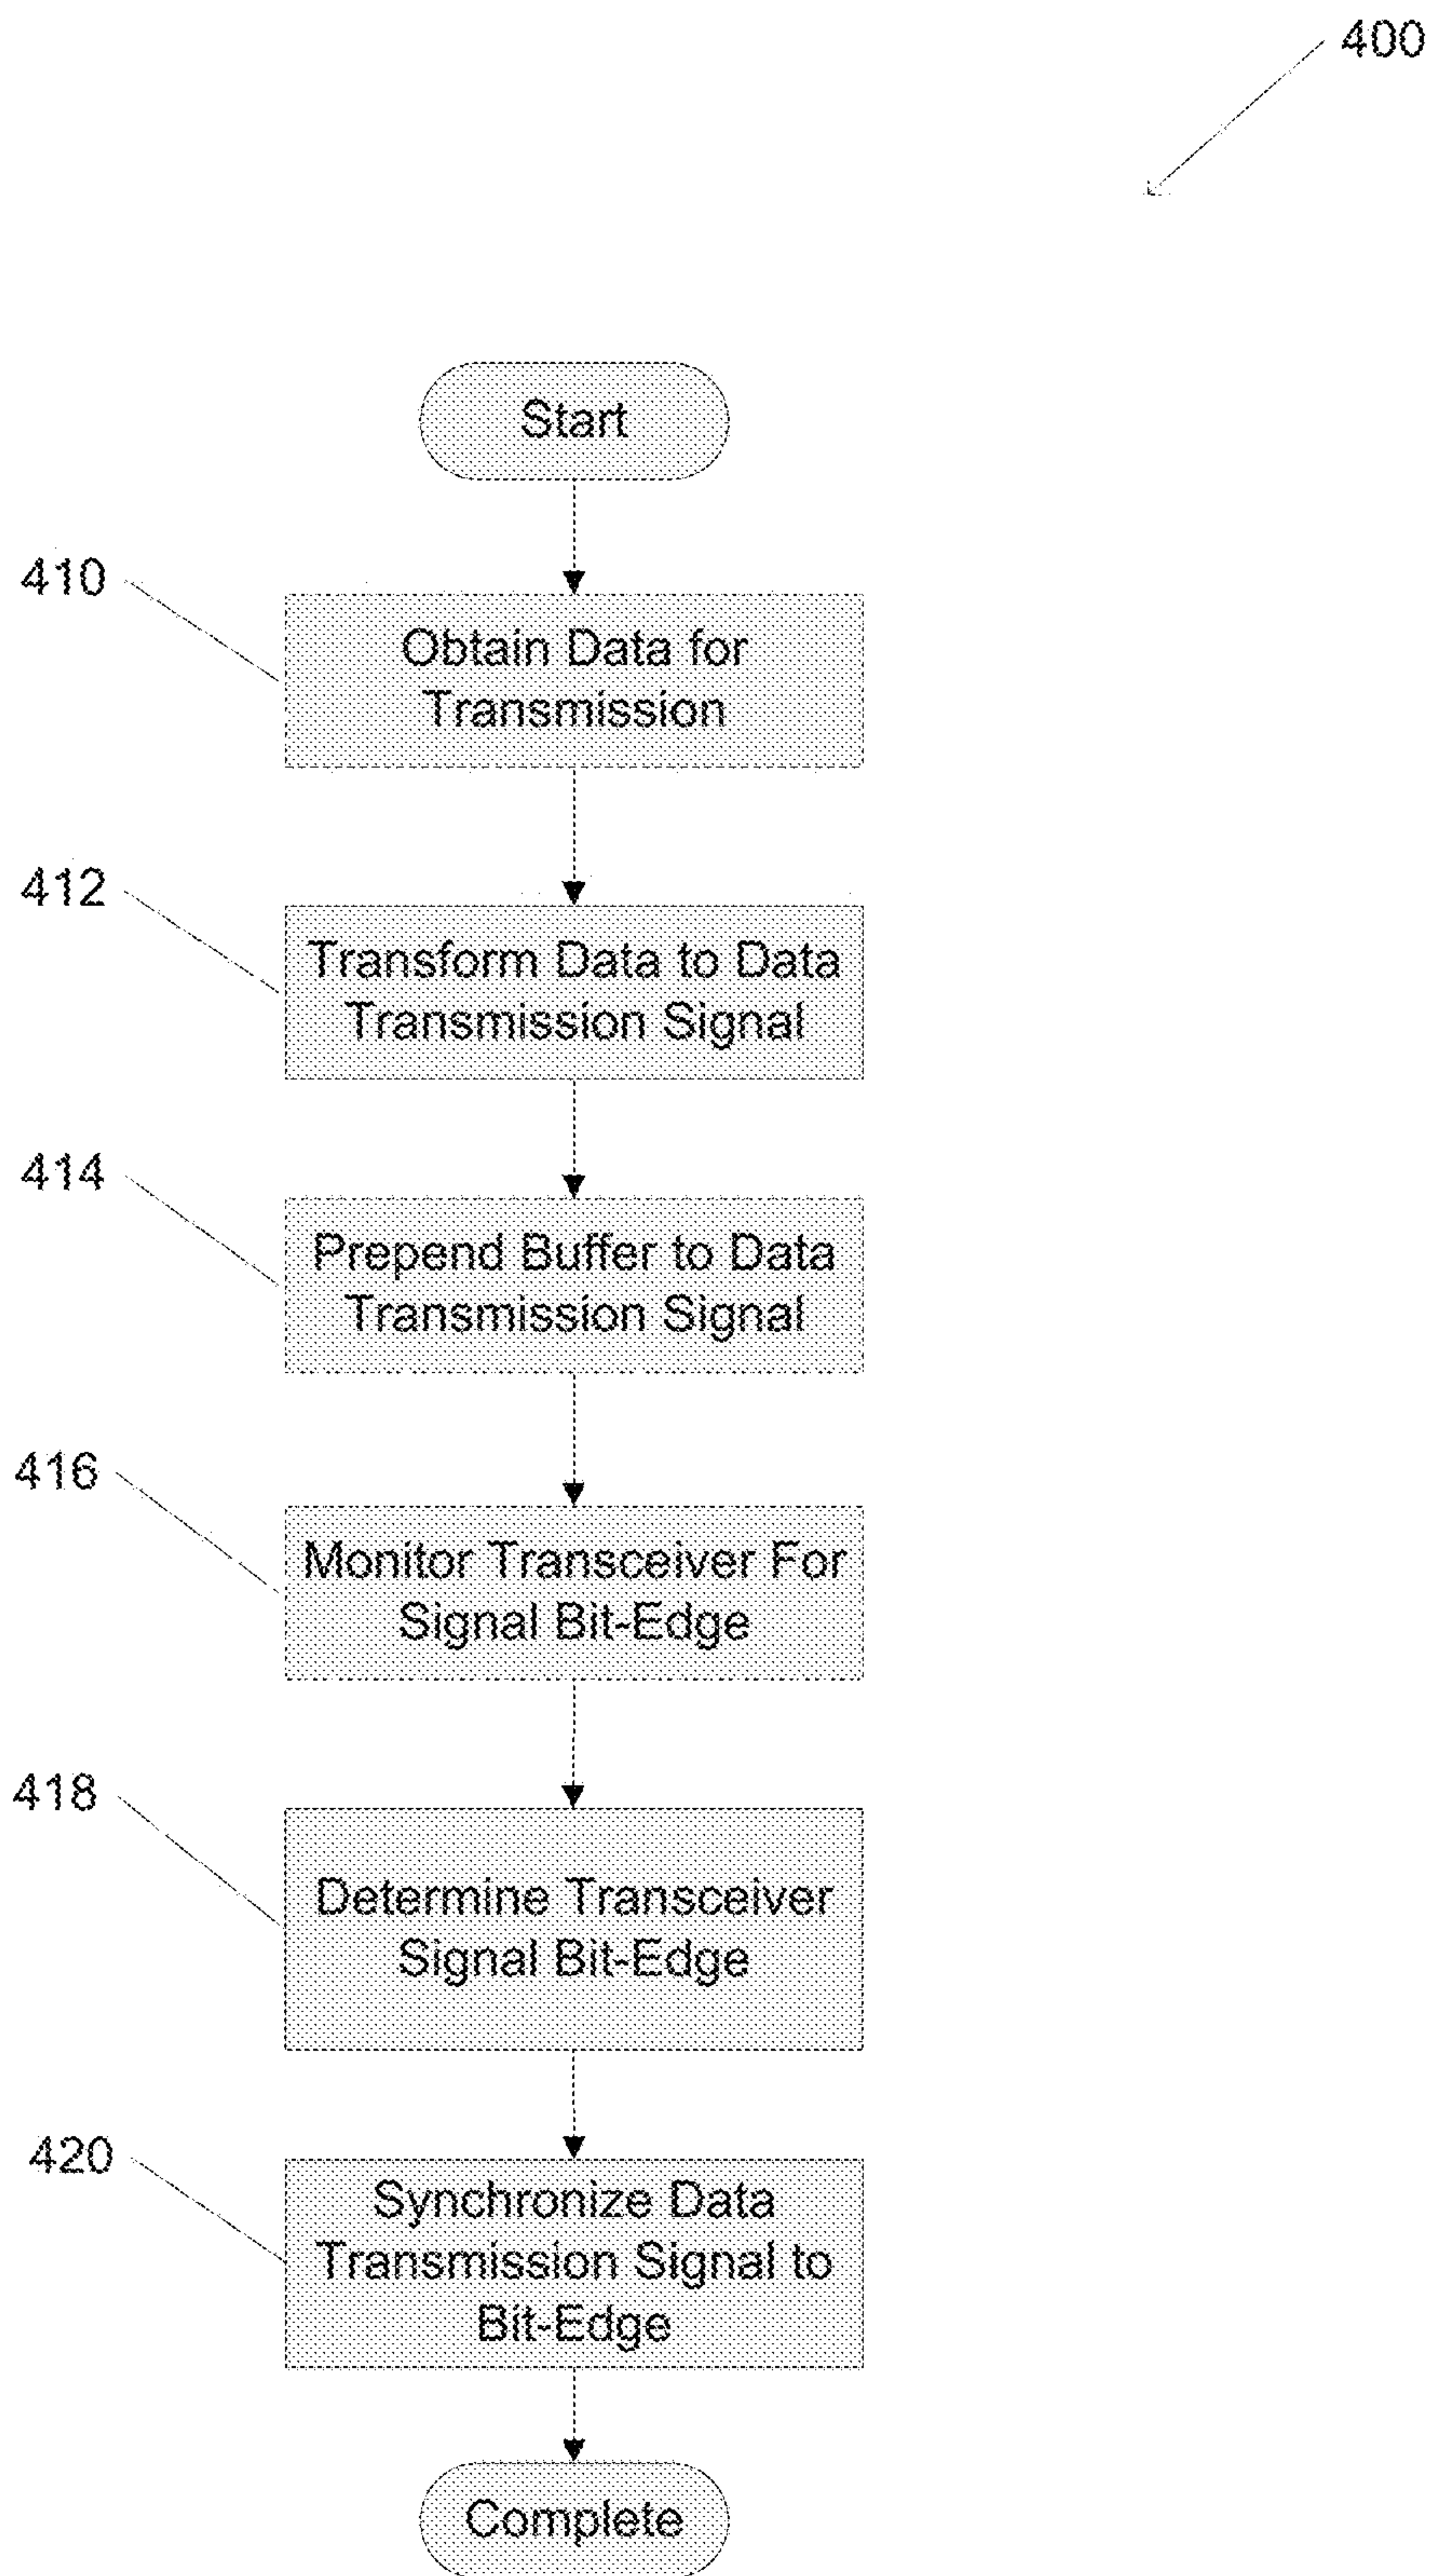 400
Start
410
Obtain Data for
Transmission
412
Transform Data to Data
Transmission Signal
414
Prepend Buffer to Data
Transmission Signal
416
Monitor Transceiver For
Signal Bit-Edge
418
Determine Transceiver
Signal Bit-Edge
420
Synchronize Data
Transmission Signal to
Bit-Edge
Complete